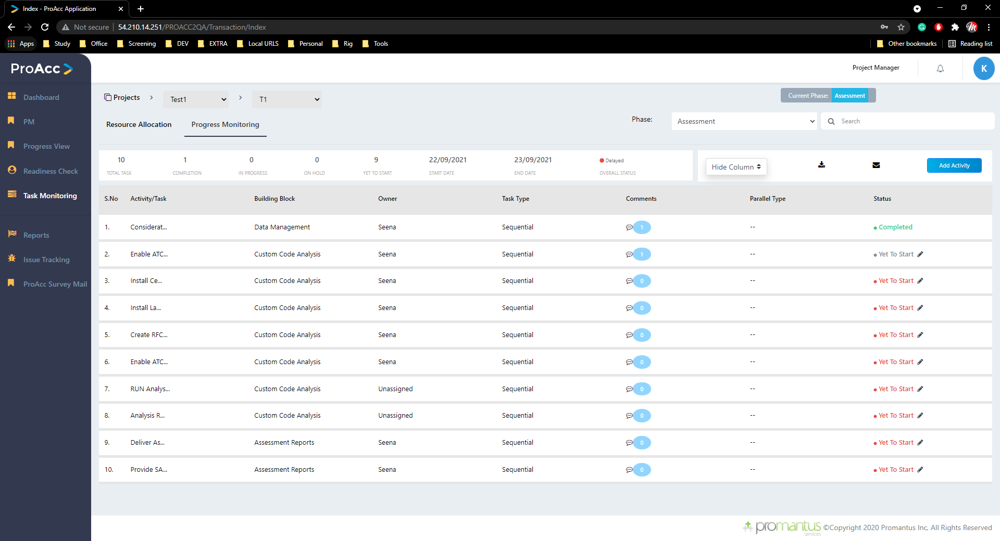 Index - ProAcc Application
Not secure 54.210.14.251/PROACC2QA/Transaction/Index
Apps Study Office Screening DEV EXTRA Local URLS Personal Rig Tools Other bookmarks Reading list
ProAcc
Project Manager
K
Dashboard
PM
Progress View
Readiness Check
Task Monitoring
Reports
Issue Tracking
ProAcc Survey Mail
Projects > Test1 > T1
Current Phase: Assessment
Resource Allocation Progress Monitoring
Phase: Assessment
Search
10 1 0 0 9 22/09/2021 23/09/2021 Delayed
TOTAL TASK COMPLETION IN PROGRESS ON HOLD YET TO START START DATE END DATE OVERALL STATUS
Hide Column
Add Activity
S.No Activity/Task Building Block Owner Task Type Comments Parallel Type Status
1. Considerat... Data Management Seena Sequential 1 -- Completed
2. Enable ATC... Custom Code Analysis Seena Sequential 1 -- Yet To Start
3. Install Ce... Custom Code Analysis Seena Sequential 0 -- Yet To Start
4. Install La... Custom Code Analysis Seena Sequential 0 -- Yet To Start
5. Create RFC... Custom Code Analysis Seena Sequential 0 -- Yet To Start
6. Enable ATC... Custom Code Analysis Seena Sequential 0 -- Yet To Start
7. RUN Analys... Custom Code Analysis Unassigned Sequential 0 -- Yet To Start
8. Analysis R... Custom Code Analysis Unassigned Sequential 0 -- Yet To Start
9. Deliver As... Assessment Reports Seena Sequential 0 -- Yet To Start
10. Provide SA... Assessment Reports Seena Sequential 0 -- Yet To Start
promantus
services
©Copyright 2020 Promantus Inc, All Rights Reserved